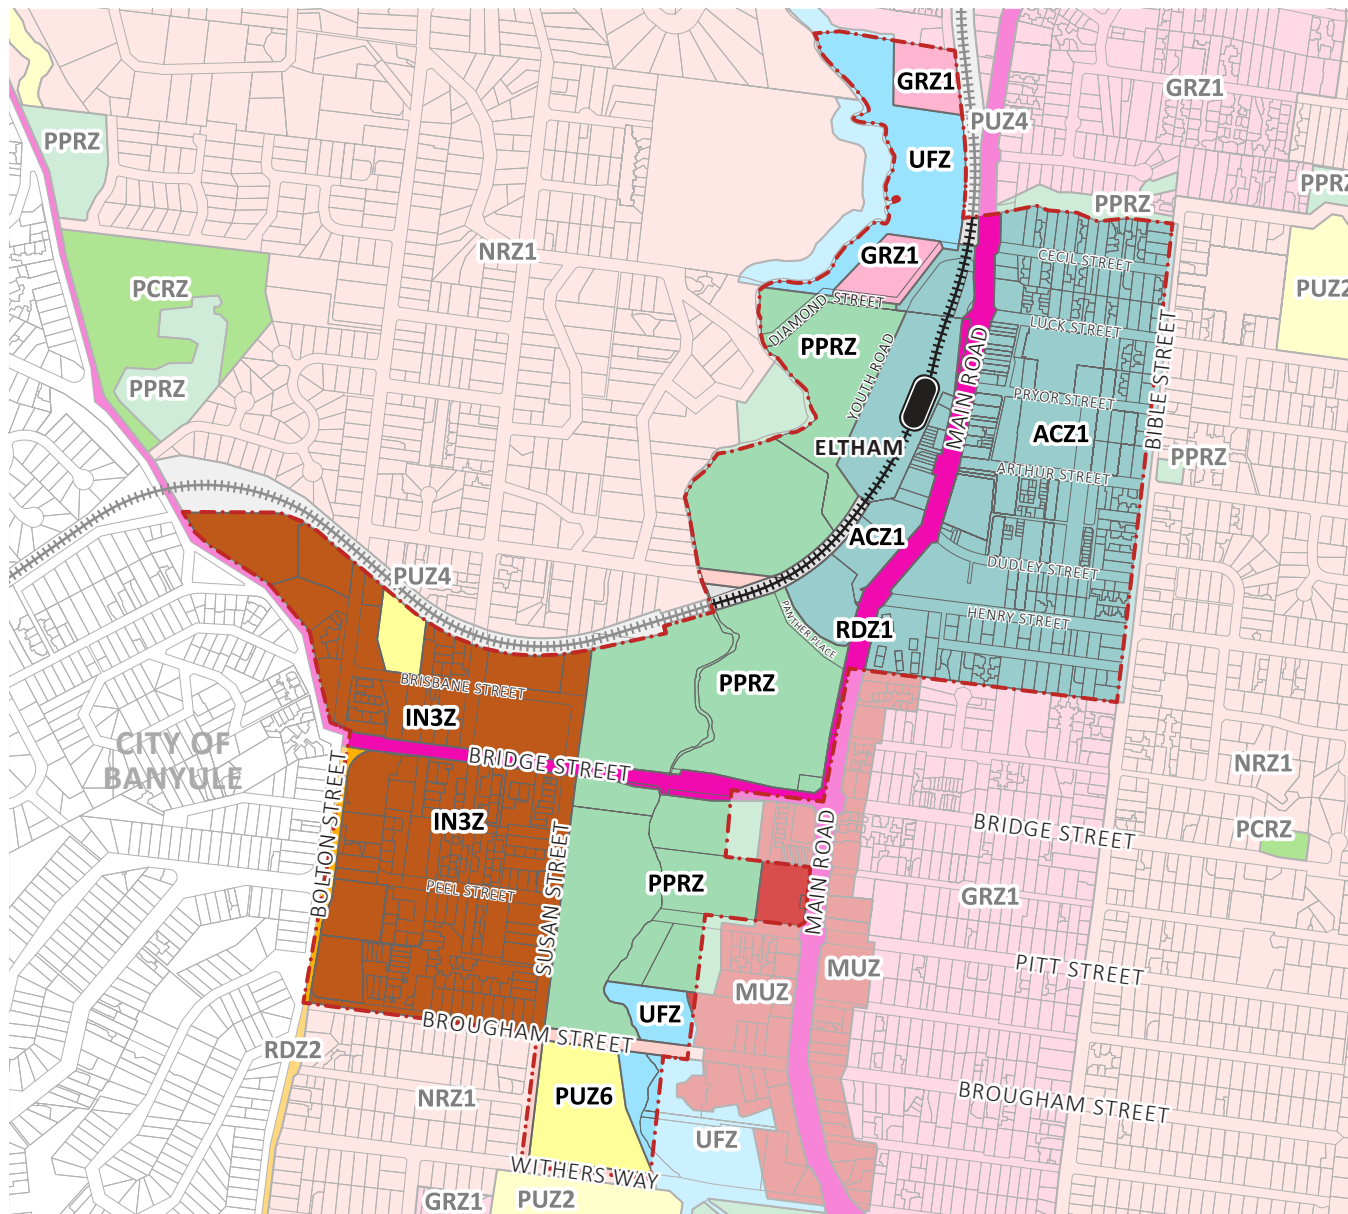 GRZ1
GRZ1
PUZ4
PPRZ
UFZ
PPRZ
PPRZ
NRZ1
GRZ1
CECIL STREET
PCRZ
PUZ2
DIAMOND STREET
LUCK STREET
PPRZ
YOUTH ROAD
MAIN ROAD
BIBLE STREET
PPRZ
PRYOR STREET
ACZ1
ELTHAM
PPRZ
ARTHUR STREET
ACZ1
PUZ4
DUDLEY STREET
HENRY STREET
PANTHER PLACE
RDZ1
BRISBANE STREET
PPRZ
IN3Z
CITY OF
BANYULE
BRIDGE STREET
NRZ1
BOLTON STREET
IN3Z
SUSAN STREET
MAIN ROAD
BRIDGE STREET
PCRZ
PEEL STREET
PPRZ
GRZ1
MUZ
MUZ
PITT STREET
UFZ
BROUGHAM STREET
RDZ2
NRZ1
PUZ6
BROUGHAM STREET
UFZ
WITHERS WAY
GRZ1
PUZ2